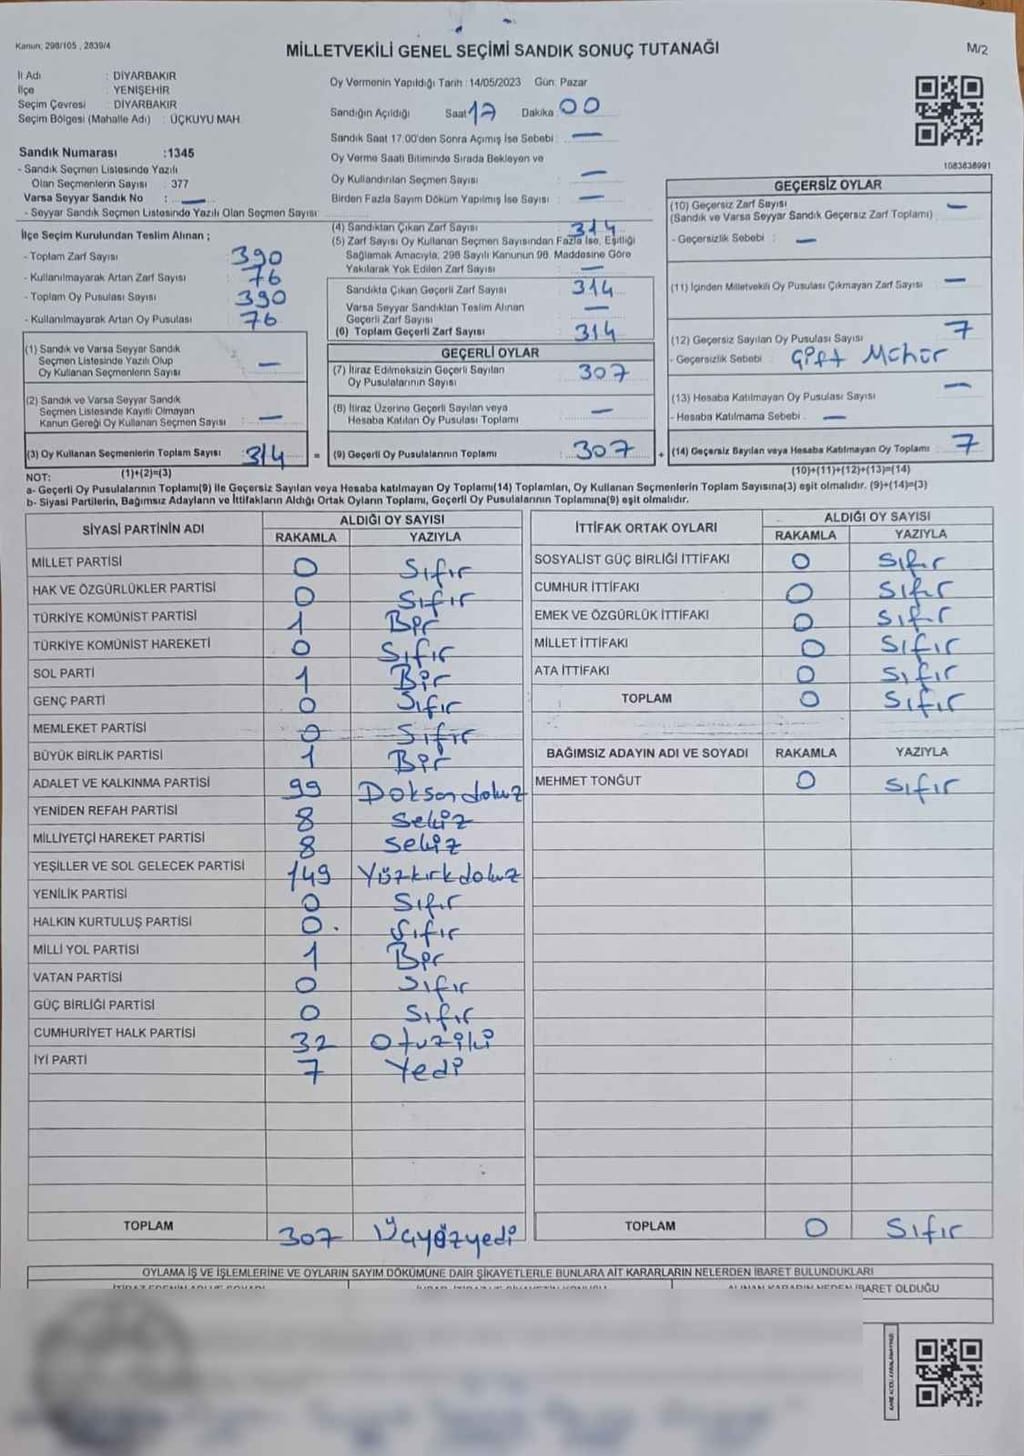 Kanun; 298/105 , 2839/4
MİLLETVEKİLİ GENEL SEÇİMİ SANDIK SONUÇ TUTANAĞI
M/2
İl Adı : DİYARBAKIR
İlçe : YENİŞEHİR
Seçim Çevresi : DİYARBAKIR
Seçim Bölgesi (Mahalle Adı) : ÜÇKUYU MAH.
Sandık Numarası :1345
- Sandık Seçmen Listesinde Yazılı
Olan Seçmenlerin Sayısı : 377
Varsa Seyyar Sandık No : —
- Seyyar Sandık Seçmen Listesinde Yazılı Olan Seçmen Sayısı
İlçe Seçim Kurulundan Teslim Alınan ;
- Toplam Zarf Sayısı 390
- Kullanılmayarak Artan Zarf Sayısı 76
- Toplam Oy Pusulası Sayısı 390
- Kullanılmayarak Artan Oy Pusulası 76
(1) Sandık ve Varsa Seyyar Sandık
Seçmen Listesinde Yazılı Olup
Oy Kullanan Seçmenlerin Sayısı —
(2) Sandık ve Varsa Seyyar Sandık
Seçmen Listesinde Kayıtlı Olmayan
Kanun Gereği Oy Kullanan Seçmen Sayısı —
(3) Oy Kullanan Seçmenlerin Toplam Sayısı : 314
Oy Vermenin Yapıldığı Tarih :14/05/2023 Gün: Pazar
Sandığın Açıldığı Saat 17 Dakika 00
Sandık Saat 17:00'den Sonra Açılmış İse Sebebi : —
Oy Verme Saati Bitiminde Sırada Bekleyen ve
Oy Kullandırılan Seçmen Sayısı —
Birden Fazla Sayım Döküm Yapılmış İse Sayısı : —
(4) Sandıktan Çıkan Zarf Sayısı 314
(5) Zarf Sayısı Oy Kullanan Seçmen Sayısından Fazla İse, Eşitliği
Sağlamak Amacıyla, 298 Sayılı Kanunun 98. Maddesine Göre
Yakılarak Yok Edilen Zarf Sayısı —
Sandıkta Çıkan Geçerli Zarf Sayısı 314
Varsa Seyyar Sandıktan Teslim Alınan
Geçerli Zarf Sayısı —
(6) Toplam Geçerli Zarf Sayısı 314
GEÇERLİ OYLAR
(7) İtiraz Edilmeksizin Geçerli Sayılan
Oy Pusulalarının Sayısı 307
(8) İtiraz Üzerine Geçerli Sayılan veya
Hesaba Katılan Oy Pusulası Toplamı —
= (9) Geçerli Oy Pusulalarının Toplamı : 307
1083638991
GEÇERSİZ OYLAR
(10) Geçersiz Zarf Sayısı —
(Sandık ve Varsa Seyyar Sandık Geçersiz Zarf Toplamı)
- Geçersizlik Sebebi : —
(11) İçinden Milletvekili Oy Pusulası Çıkmayan Zarf Sayısı —
(12) Geçersiz Sayılan Oy Pusulası Sayısı 7
- Geçersizlik Sebebi : Çift Mühür
(13) Hesaba Katılmayan Oy Pusulası Sayısı —
- Hesaba Katılmama Sebebi : —
+ (14) Geçersiz Sayılan veya Hesaba Katılmayan Oy Toplamı 7
NOT: (1)+(2)=(3) (10)+(11)+(12)+(13)=(14)
a- Geçerli Oy Pusulalarının Toplamı(9) İle Geçersiz Sayılan veya Hesaba katılmayan Oy Toplamı(14) Toplamları, Oy Kullanan Seçmenlerin Toplam Sayısına(3) eşit olmalıdır. (9)+(14)=(3)
b- Siyasi Partilerin, Bağımsız Adayların ve İttifakların Aldığı Ortak Oyların Toplamı, Geçerli Oy Pusulalarının Toplamına(9) eşit olmalıdır.
SİYASİ PARTİNİN ADI ALDIĞI OY SAYISI
RAKAMLA YAZIYLA
MİLLET PARTİSİ 0 Sıfır
HAK VE ÖZGÜRLÜKLER PARTİSİ 0 Sıfır
TÜRKİYE KOMÜNİST PARTİSİ 1 Bir
TÜRKİYE KOMÜNİST HAREKETİ 0 Sıfır
SOL PARTİ 1 Bir
GENÇ PARTİ 0 Sıfır
MEMLEKET PARTİSİ 0 Sıfır
BÜYÜK BİRLİK PARTİSİ 1 Bir
ADALET VE KALKINMA PARTİSİ 99 Doksandokuz
YENİDEN REFAH PARTİSİ 8 Sekiz
MİLLİYETÇİ HAREKET PARTİSİ 8 Sekiz
YEŞİLLER VE SOL GELECEK PARTİSİ 149 Yüzkırkdokuz
YENİLİK PARTİSİ 0 Sıfır
HALKIN KURTULUŞ PARTİSİ 0. Sıfır
MİLLİ YOL PARTİSİ 1 Bir
VATAN PARTİSİ 0 Sıfır
GÜÇ BİRLİĞİ PARTİSİ 0 Sıfır
CUMHURİYET HALK PARTİSİ 32 Otuziki
İYİ PARTİ 7 Yedi
TOPLAM 307 Üçyüzyedi
İTTİFAK ORTAK OYLARI ALDIĞI OY SAYISI
RAKAMLA YAZIYLA
SOSYALİST GÜÇ BİRLİĞİ İTTİFAKI 0 Sıfır
CUMHUR İTTİFAKI 0 Sıfır
EMEK VE ÖZGÜRLÜK İTTİFAKI 0 Sıfır
MİLLET İTTİFAKI 0 Sıfır
ATA İTTİFAKI 0 Sıfır
TOPLAM 0 Sıfır
BAĞIMSIZ ADAYIN ADI VE SOYADI RAKAMLA YAZIYLA
MEHMET TONĞUT 0 Sıfır
TOPLAM 0 Sıfır
OYLAMA İŞ VE İŞLEMLERİNE VE OYLARIN SAYIM DÖKÜMÜNE DAİR ŞİKAYETLERLE BUNLARA AİT KARARLARIN NELERDEN İBARET BULUNDUKLARI
ALINAN KARARIN NEDEN İBARET OLDUĞU